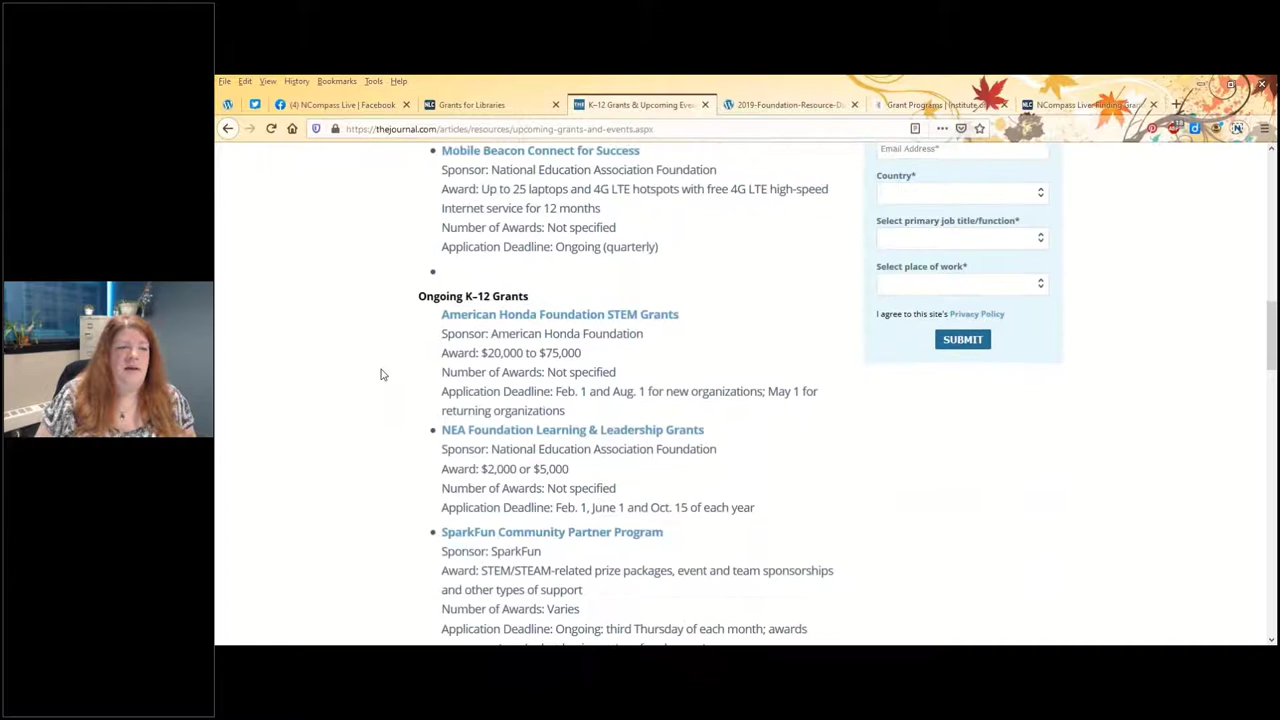 File Edit View History Bookmarks Tools Help
(4) NCompass Live | Facebook
Grants for Libraries
K–12 Grants & Upcoming Eve
2019-Foundation-Resource-D
Grant Programs | Institute o
NCompass Live: Finding Gra
https://thejournal.com/articles/resources/upcoming-grants-and-events.aspx
Mobile Beacon Connect for Success
Sponsor: National Education Association Foundation
Award: Up to 25 laptops and 4G LTE hotspots with free 4G LTE high-speed
Internet service for 12 months
Number of Awards: Not specified
Application Deadline: Ongoing (quarterly)
Ongoing K–12 Grants
American Honda Foundation STEM Grants
Sponsor: American Honda Foundation
Award: $20,000 to $75,000
Number of Awards: Not specified
Application Deadline: Feb. 1 and Aug. 1 for new organizations; May 1 for
returning organizations
NEA Foundation Learning & Leadership Grants
Sponsor: National Education Association Foundation
Award: $2,000 or $5,000
Number of Awards: Not specified
Application Deadline: Feb. 1, June 1 and Oct. 15 of each year
SparkFun Community Partner Program
Sponsor: SparkFun
Award: STEM/STEAM-related prize packages, event and team sponsorships
and other types of support
Number of Awards: Varies
Application Deadline: Ongoing: third Thursday of each month; awards
Email Address*
Country*
Select primary job title/function*
Select place of work*
I agree to this site's Privacy Policy
SUBMIT